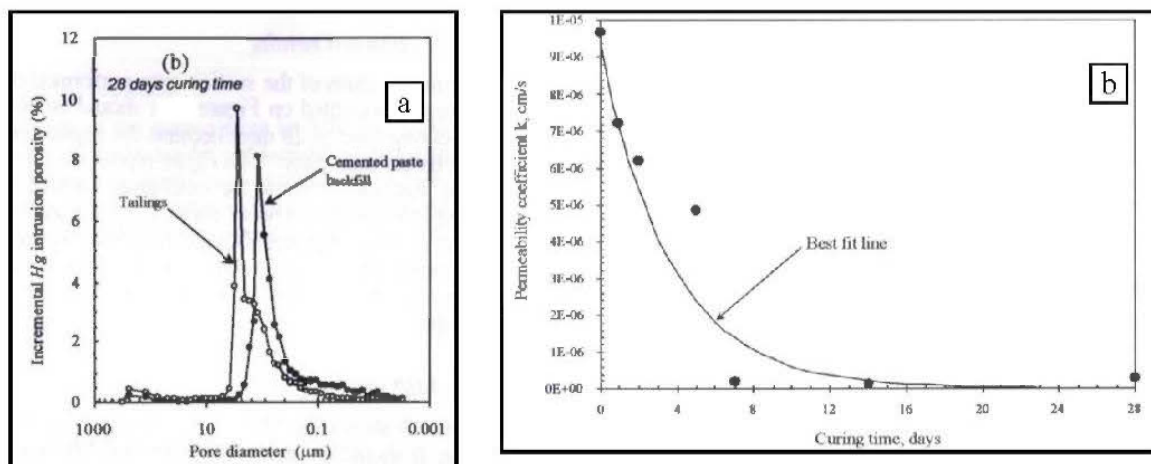 12
10
8
6
4
2
0
Incremental Hg intrusion porosity (%)
(b)
28 days curing time
a
Cemented paste
backfill
Tailings
1000
10
0.1
0.001
Pore diameter (μm)
1E-05
9E-06
8E-06
7E-06
6E-06
5E-06
4E-06
3E-06
2E-06
1E-06
0E+00
Permeability coefficient k, cm/s
b
Best fit line
0
4
8
12
16
20
24
28
Curing time, days